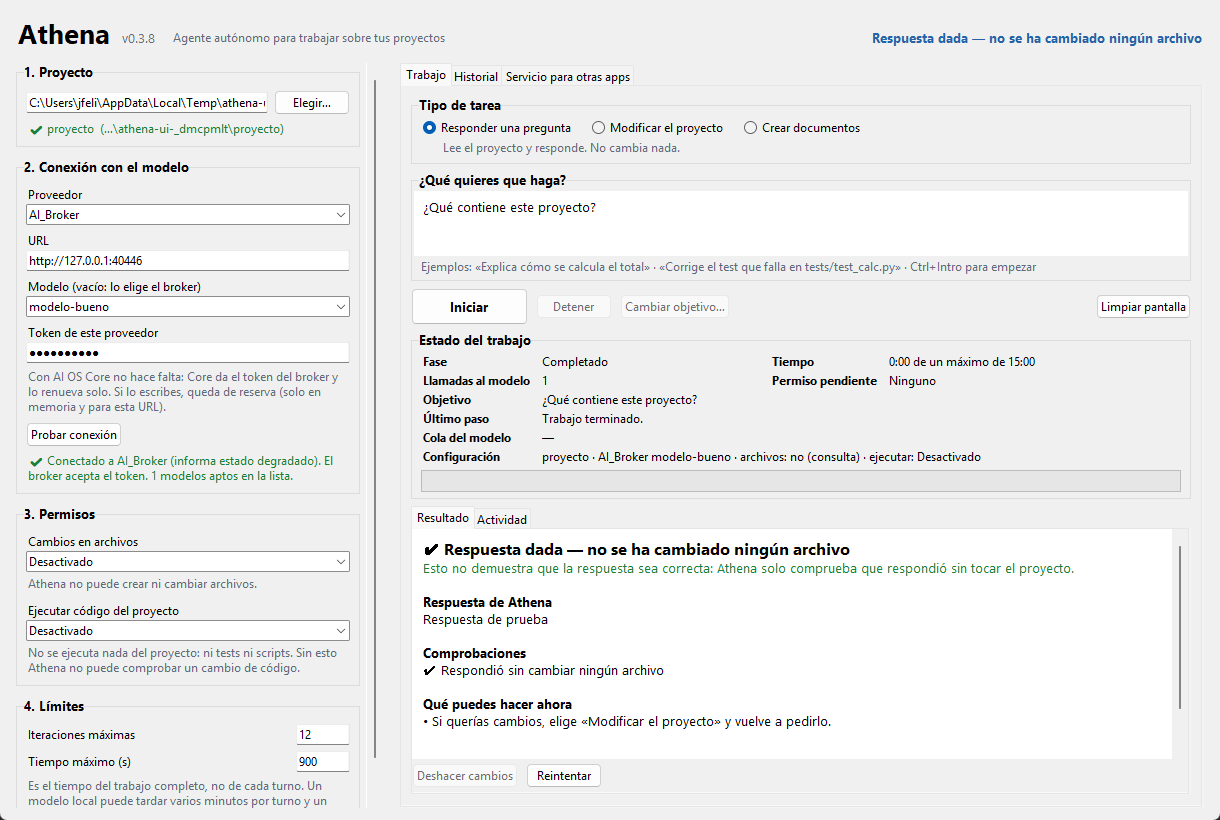 Athena v0.3.8 Agente autónomo para trabajar sobre tus proyectos
Respuesta dada — no se ha cambiado ningún archivo
1. Proyecto
C:\Users\jfeli\AppData\Local\Temp\athena-
Elegir...
✔ proyecto (...\athena-ui-_dmcpmlt\proyecto)
2. Conexión con el modelo
Proveedor
AI_Broker
URL
http://127.0.0.1:40446
Modelo (vacío: lo elige el broker)
modelo-bueno
Token de este proveedor
●●●●●●●●●●
Con AI OS Core no hace falta: Core da el token del broker y
lo renueva solo. Si lo escribes, queda de reserva (solo en
memoria y para esta URL).
Probar conexión
✔ Conectado a AI_Broker (informa estado degradado). El
broker acepta el token. 1 modelos aptos en la lista.
3. Permisos
Cambios en archivos
Desactivado
Athena no puede crear ni cambiar archivos.
Ejecutar código del proyecto
Desactivado
No se ejecuta nada del proyecto: ni tests ni scripts. Sin esto
Athena no puede comprobar un cambio de código.
4. Límites
Iteraciones máximas 12
Tiempo máximo (s) 900
Es el tiempo del trabajo completo, no de cada turno. Un
modelo local puede tardar varios minutos por turno y un
Trabajo Historial Servicio para otras apps
Tipo de tarea
Responder una pregunta Modificar el proyecto Crear documentos
Lee el proyecto y responde. No cambia nada.
¿Qué quieres que haga?
¿Qué contiene este proyecto?
Ejemplos: «Explica cómo se calcula el total» · «Corrige el test que falla en tests/test_calc.py» · Ctrl+Intro para empezar
Iniciar Detener Cambiar objetivo... Limpiar pantalla
Estado del trabajo
Fase Completado Tiempo 0:00 de un máximo de 15:00
Llamadas al modelo 1 Permiso pendiente Ninguno
Objetivo ¿Qué contiene este proyecto?
Último paso Trabajo terminado.
Cola del modelo —
Configuración proyecto · AI_Broker modelo-bueno · archivos: no (consulta) · ejecutar: Desactivado
Resultado Actividad
✔ Respuesta dada — no se ha cambiado ningún archivo
Esto no demuestra que la respuesta sea correcta: Athena solo comprueba que respondió sin tocar el proyecto.
Respuesta de Athena
Respuesta de prueba
Comprobaciones
✔ Respondió sin cambiar ningún archivo
Qué puedes hacer ahora
• Si querías cambios, elige «Modificar el proyecto» y vuelve a pedirlo.
Deshacer cambios Reintentar